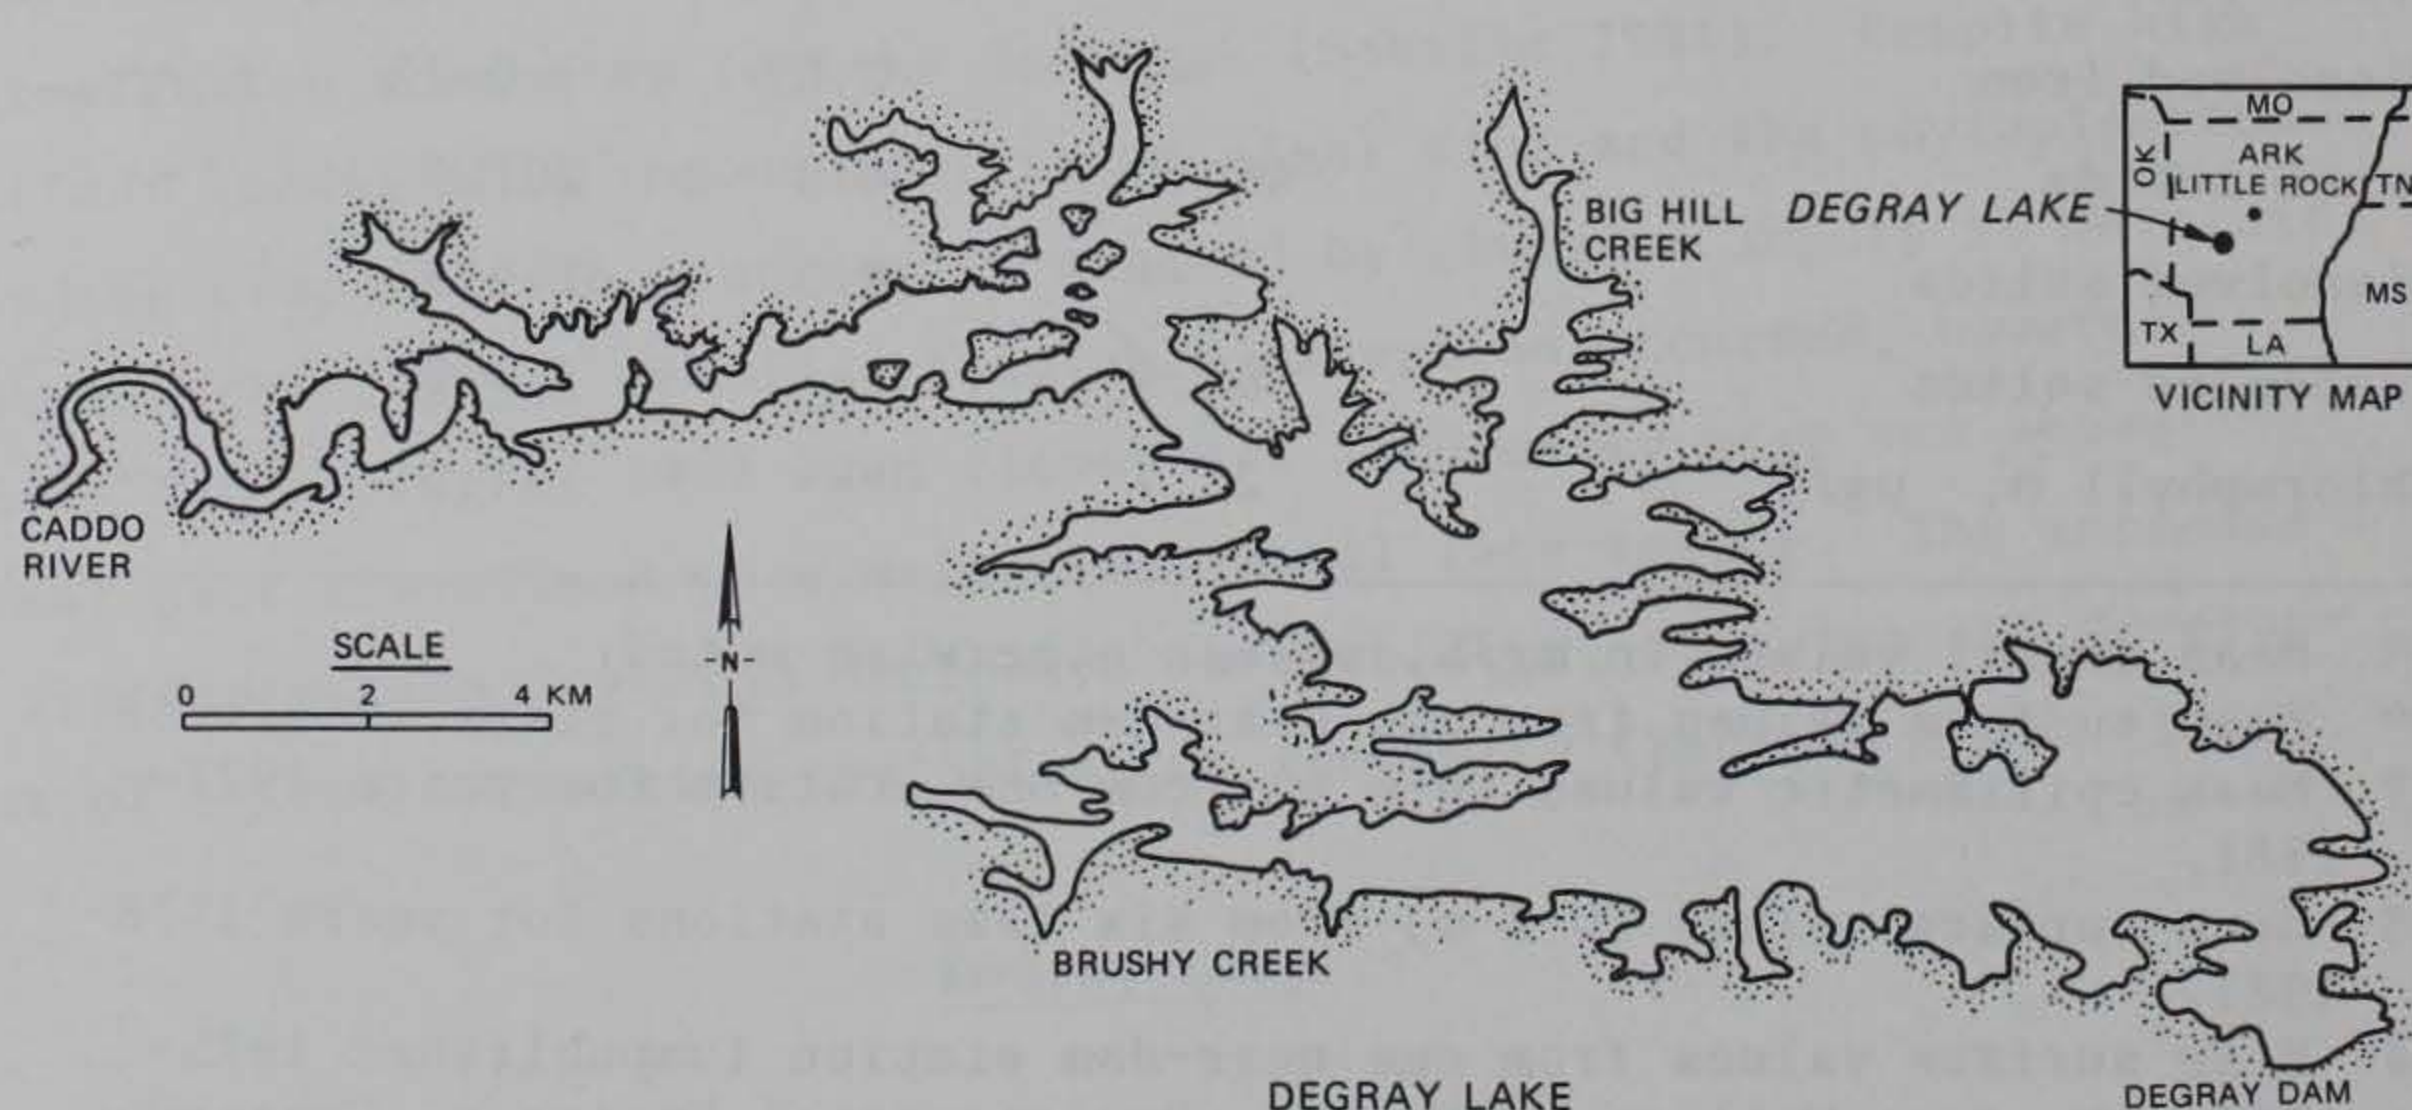 MO
OK
ARK
LITTLE ROCK
TN
BIG HILL
CREEK
DEGRAY LAKE
MS
TX
LA
VICINITY MAP
CADDO
RIVER
SCALE
0 2 4 KM
-N-
BRUSHY CREEK
DEGRAY LAKE
DEGRAY DAM